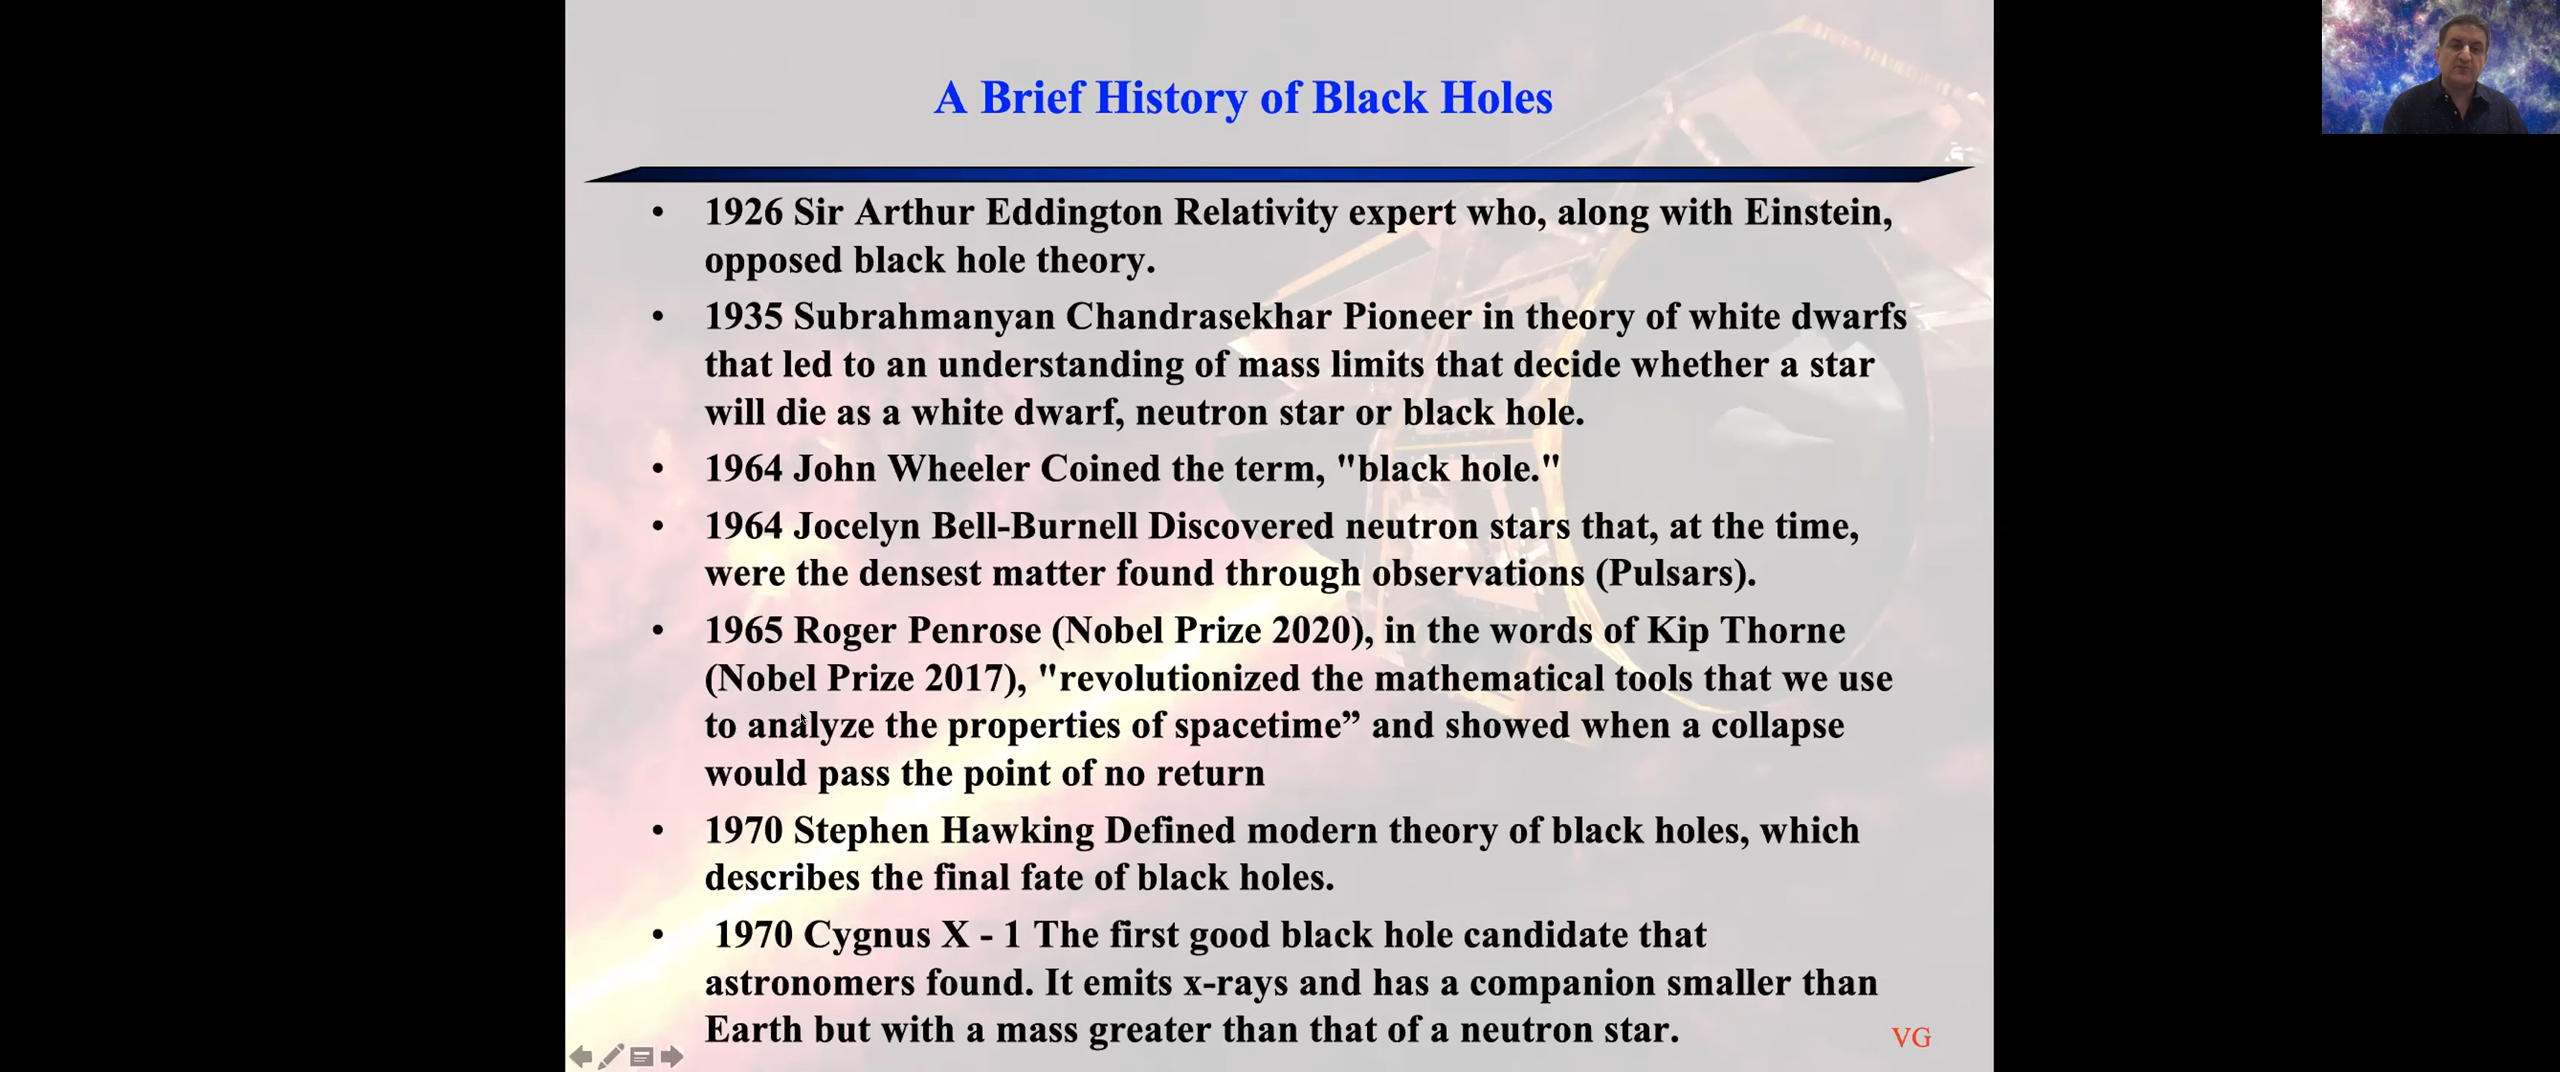 A Brief History of Black Holes
• 1926 Sir Arthur Eddington Relativity expert who, along with Einstein,
opposed black hole theory.
• 1935 Subrahmanyan Chandrasekhar Pioneer in theory of white dwarfs
that led to an understanding of mass limits that decide whether a star
will die as a white dwarf, neutron star or black hole.
• 1964 John Wheeler Coined the term, "black hole."
• 1964 Jocelyn Bell-Burnell Discovered neutron stars that, at the time,
were the densest matter found through observations (Pulsars).
• 1965 Roger Penrose (Nobel Prize 2020), in the words of Kip Thorne
(Nobel Prize 2017), "revolutionized the mathematical tools that we use
to analyze the properties of spacetime” and showed when a collapse
would pass the point of no return
• 1970 Stephen Hawking Defined modern theory of black holes, which
describes the final fate of black holes.
• 1970 Cygnus X - 1 The first good black hole candidate that
astronomers found. It emits x-rays and has a companion smaller than
Earth but with a mass greater than that of a neutron star.
VG